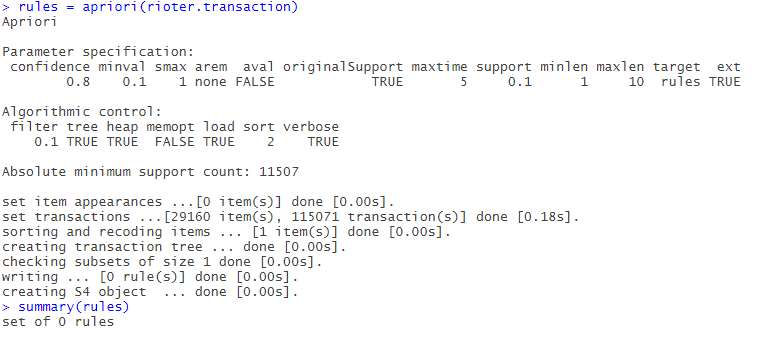 > rules = apriori(rioter.transaction)
Apriori
Parameter specification:
confidence minval smax arem aval originalSupport maxtime support minlen maxlen target ext
0.8 0.1 1 none FALSE TRUE 5 0.1 1 10 rules TRUE
Algorithmic control:
filter tree heap memopt load sort verbose
0.1 TRUE TRUE FALSE TRUE 2 TRUE
Absolute minimum support count: 11507
set item appearances ...[0 item(s)] done [0.00s].
set transactions ...[29160 item(s), 115071 transaction(s)] done [0.18s].
sorting and recoding items ... [1 item(s)] done [0.00s].
creating transaction tree ... done [0.00s].
checking subsets of size 1 done [0.00s].
writing ... [0 rule(s)] done [0.00s].
creating S4 object  ... done [0.00s].
> summary(rules)
set of 0 rules